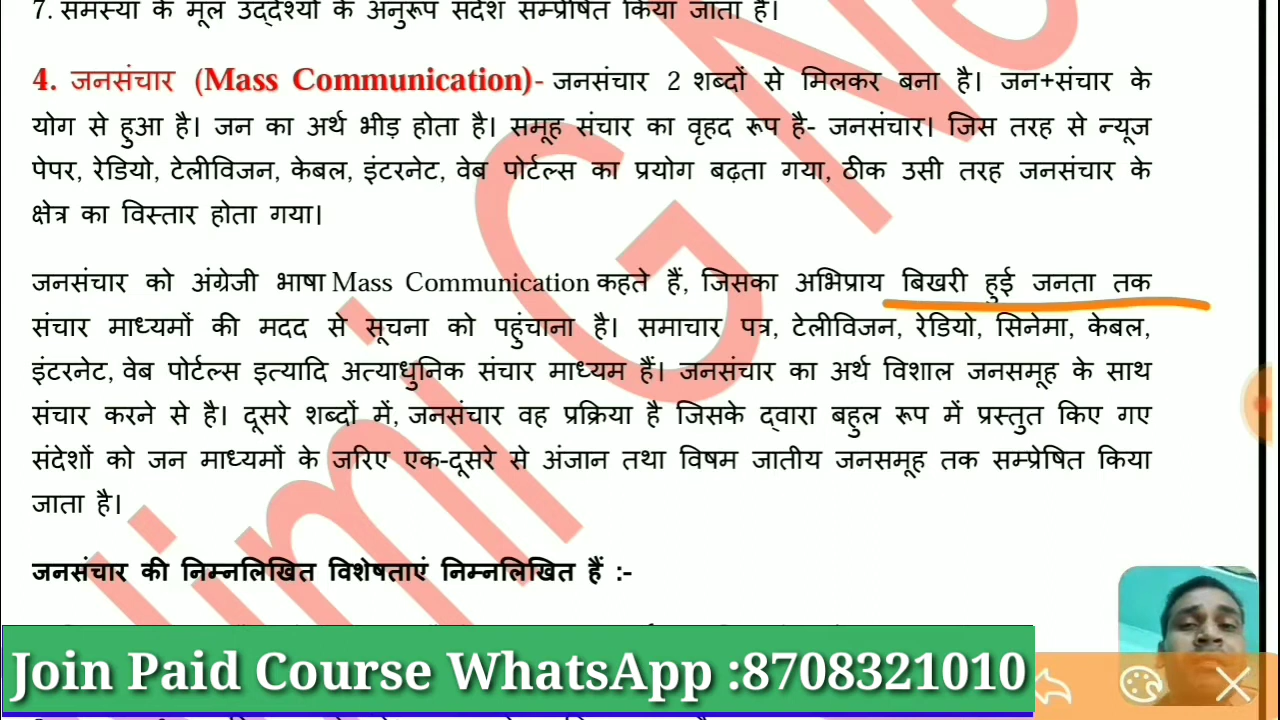 7. समस्या के मूल उद्देश्यों के अनुरूप संदेश सम्प्रेषित किया जाता है।
4. जनसंचार (Mass Communication)- जनसंचार 2 शब्दों से मिलकर बना है। जन+संचार के
योग से हुआ है। जन का अर्थ भीड़ होता है। समूह संचार का वृहद रूप है- जनसंचार। जिस तरह से न्यूज
पेपर, रेडियो, टेलीविजन, केबल, इंटरनेट, वेब पोर्टल्स का प्रयोग बढ़ता गया, ठीक उसी तरह जनसंचार के
क्षेत्र का विस्तार होता गया।
जनसंचार को अंग्रेजी भाषा Mass Communication कहते हैं, जिसका अभिप्राय बिखरी हुई जनता तक
संचार माध्यमों की मदद से सूचना को पहुंचाना है। समाचार पत्र, टेलीविजन, रेडियो, सिनेमा, केबल,
इंटरनेट, वेब पोर्टल्स इत्यादि अत्याधुनिक संचार माध्यम हैं। जनसंचार का अर्थ विशाल जनसमूह के साथ
संचार करने से है। दूसरे शब्दों में, जनसंचार वह प्रक्रिया है जिसके द्वारा बहुल रूप में प्रस्तुत किए गए
संदेशों को जन माध्यमों के जरिए एक-दूसरे से अंजान तथा विषम जातीय जनसमूह तक सम्प्रेषित किया
जाता है।
जनसंचार की निम्नलिखित विशेषताएं निम्नलिखित हैं :-
Join Paid Course WhatsApp :8708321010